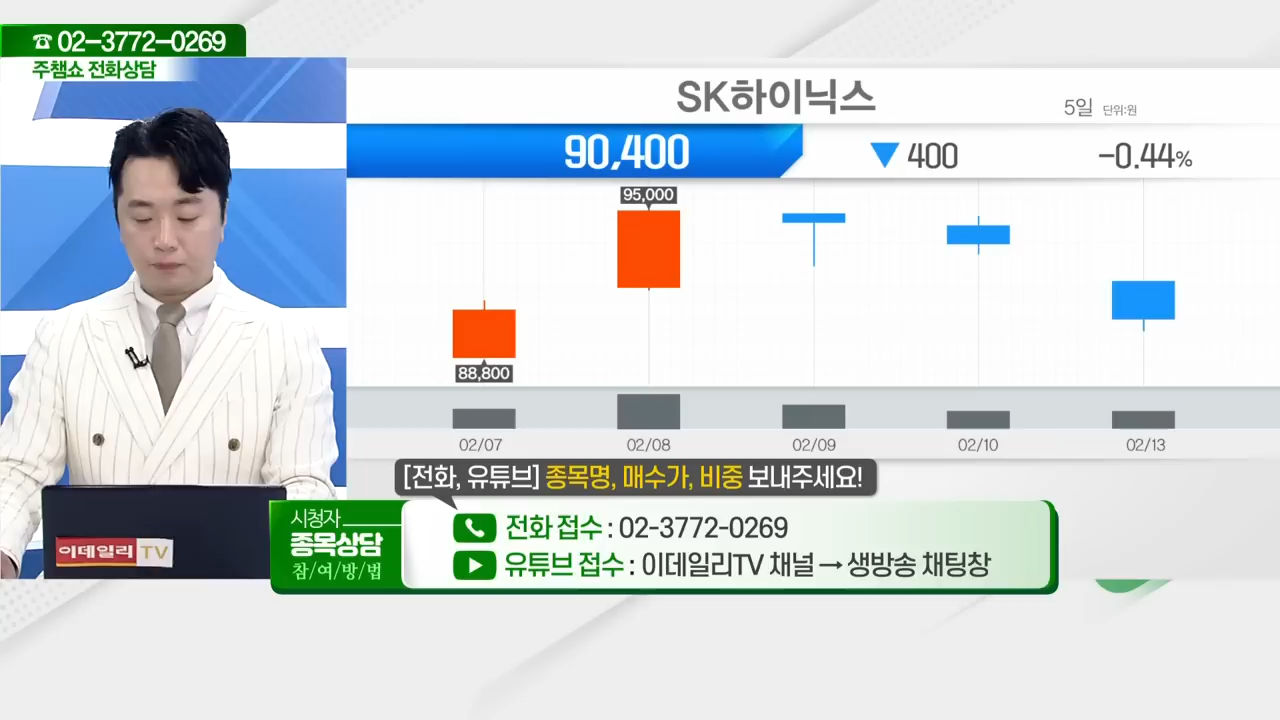 ☎ 02-3772-0269
주챔쇼 전화상담
SK하이닉스
5일 단위:원
90,400 ▼ 400 -0.44%
95,000
88,800
02/07 02/08 02/09 02/10 02/13
[전화, 유튜브] 종목명, 매수가, 비중 보내주세요!
시청자
종목상담
참/여/방/법
전화 접수 : 02-3772-0269
유튜브 접수 : 이데일리TV 채널 → 생방송 채팅창
이데일리 TV